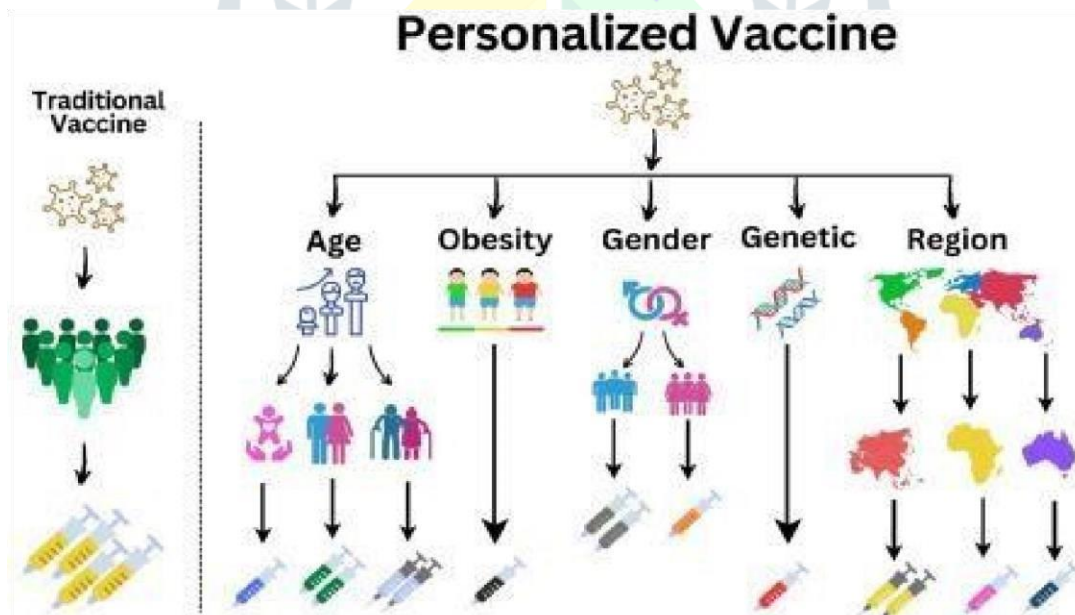 Personalized Vaccine
Traditional
Vaccine
Age
Obesity
Gender
Genetic
Region